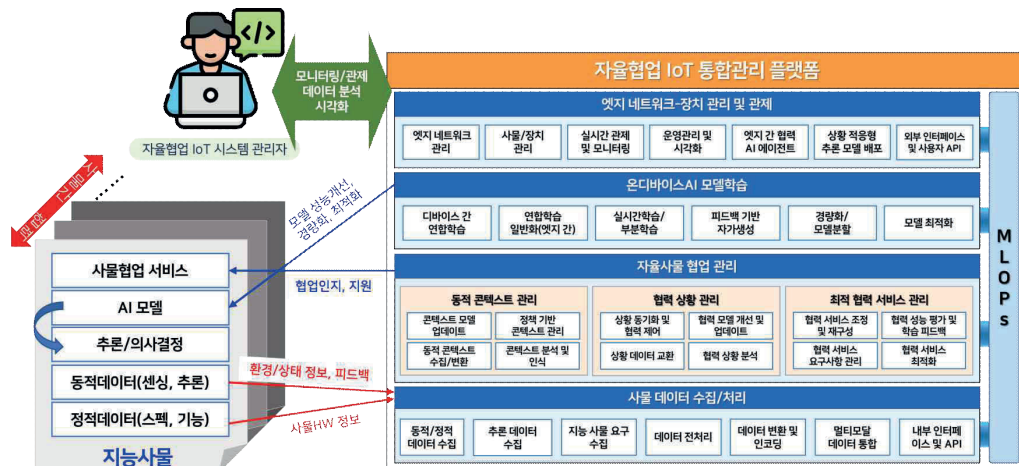 </>
모니터링/관제
데이터 분석
시각화
자율협업 IoT 시스템 관리자
사물간 협력
모델 성능개선,
경량화, 최적화
협업인지, 지원
환경/상태 정보, 피드백
사물HW 정보
사물협업 서비스
AI 모델
추론/의사결정
동적데이터(센싱, 추론)
정적데이터(스펙, 기능)
지능사물
자율협업 IoT 통합관리 플랫폼
엣지 네트워크-장치 관리 및 관제
엣지 네트워크
관리
사물/장치
관리
실시간 관제
및 모니터링
운영관리 및
시각화
엣지 간 협력
AI 에이전트
상황 적응형
추론 모델 배포
외부 인터페이스
및 사용자 API
온디바이스AI 모델학습
디바이스 간
연합학습
연합학습
일반화(엣지 간)
실시간학습/
부분학습
피드백 기반
자가생성
경량화/
모델분할
모델 최적화
자율사물 협업 관리
동적 콘텍스트 관리
콘텍스트 모델
업데이트
정책 기반
콘텍스트 관리
동적 콘텍스트
수집/변환
콘텍스트 분석 및
인식
협력 상황 관리
상황 동기화 및
협력 제어
협력 모델 개선 및
업데이트
상황 데이터 교환
협력 상황 분석
최적 협력 서비스 관리
협력 서비스 조정
및 재구성
협력 성능 평가 및
학습 피드백
협력 서비스
요구사항 관리
협력 서비스
최적화
사물 데이터 수집/처리
동적/정적
데이터 수집
추론 데이터
수집
지능 사물 요구
수집
데이터 전처리
데이터 변환 및
인코딩
멀티모달
데이터 통합
내부 인터페
이스 및 API
MLOPs